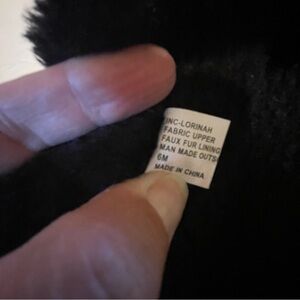 INC-LORINAH
FABRIC UPPER
FAUX FUR LINING
MAN MADE OUTS
6M
MADE IN CHINA